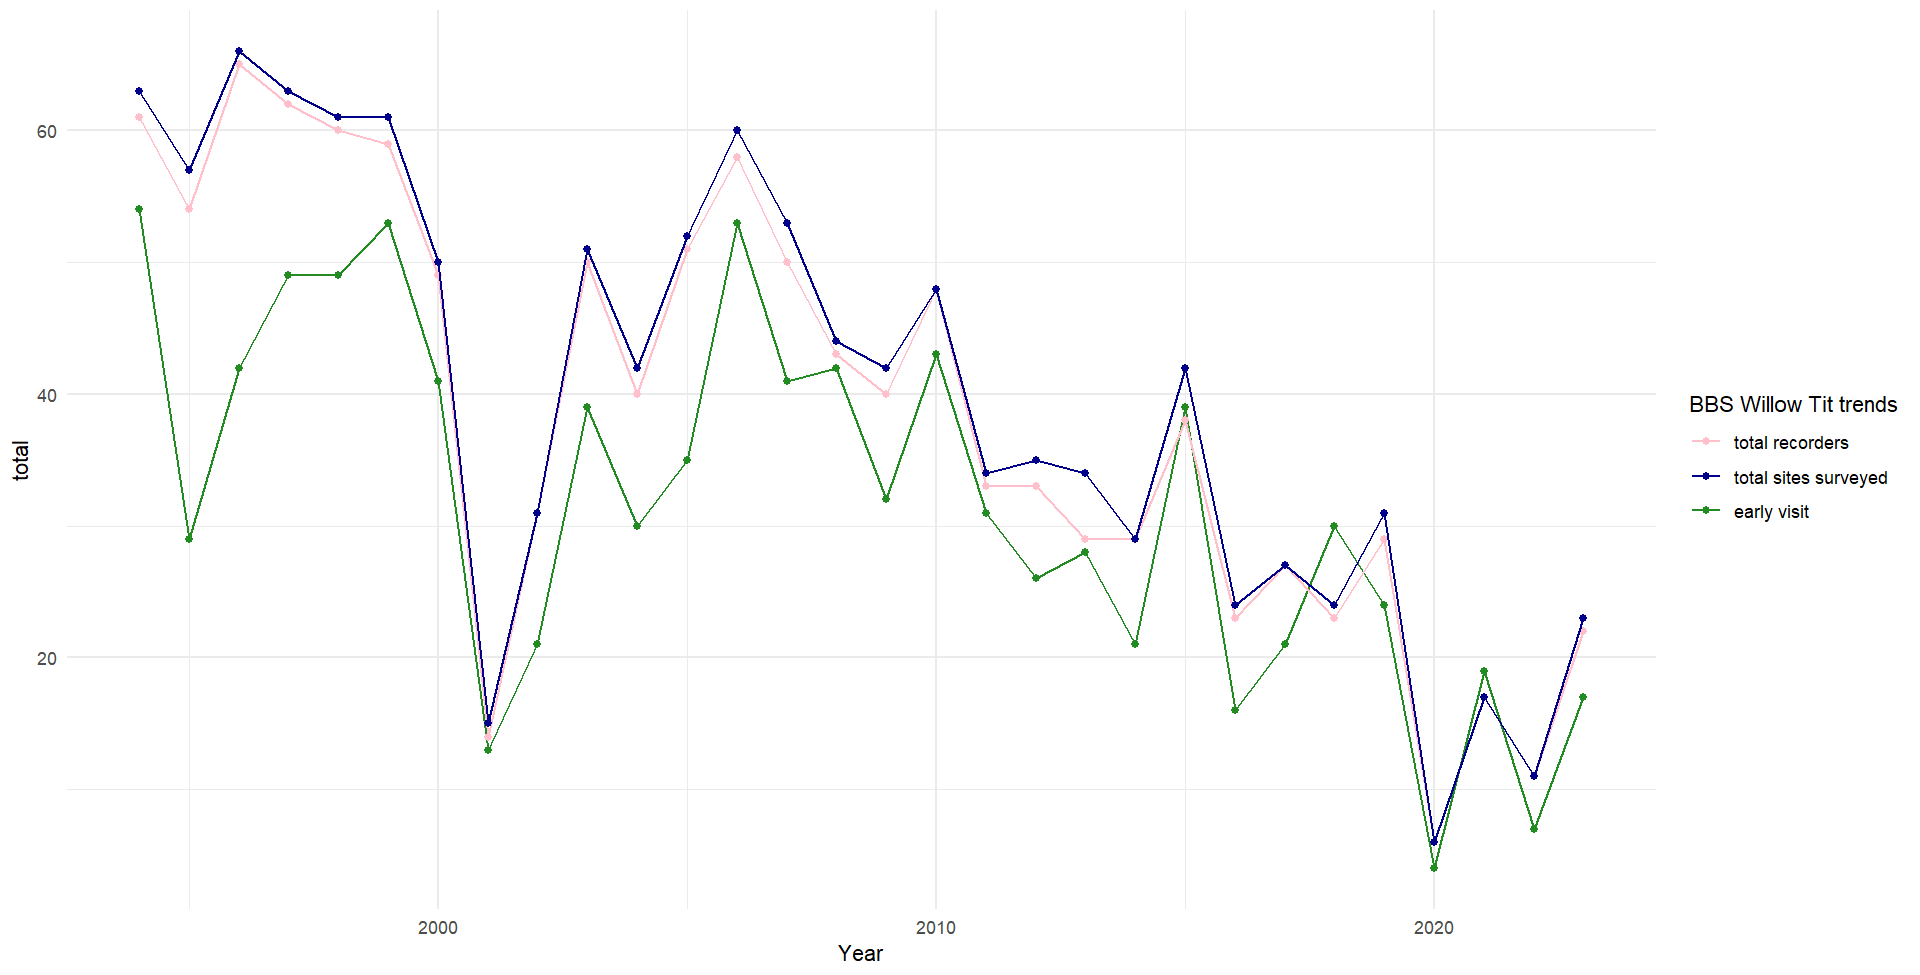 60
40
20
total
2000
2010
2020
Year
BBS Willow Tit trends
total recorders
total sites surveyed
early visit